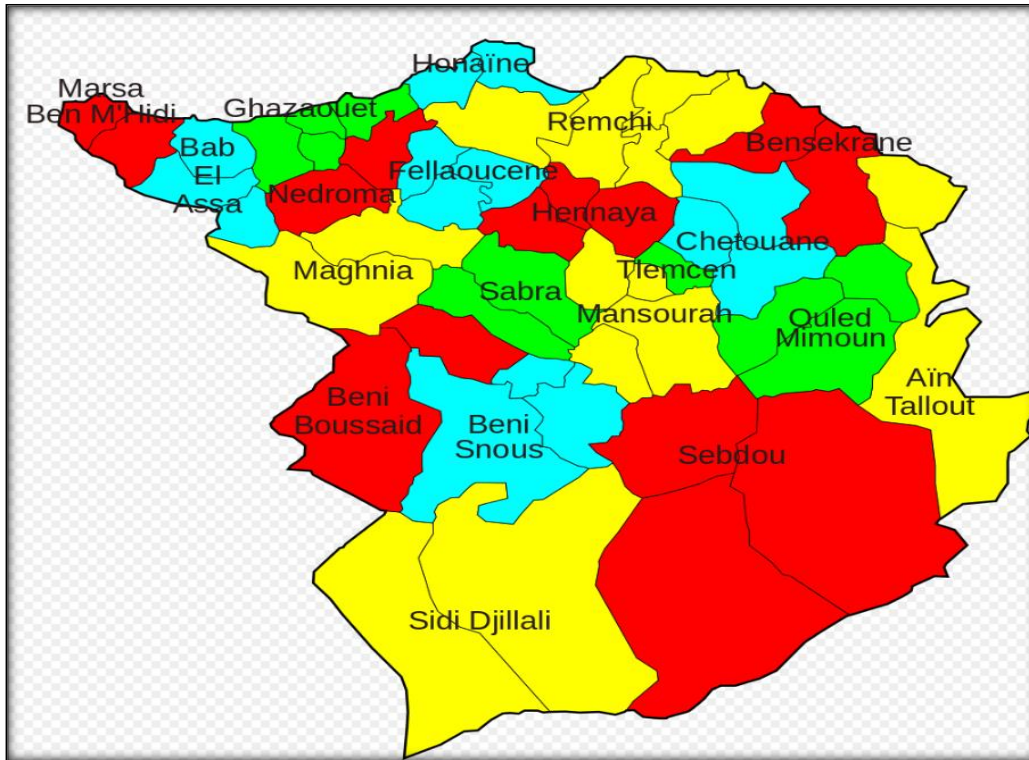 Honaïne
Marsa
Ben M'Hidi
Ghazaouet
Remchi
Bensekrane
Bab
El
Assa
Fellaoucene
Nedroma
Hennaya
Chetouane
Maghnia
Sabra
Tlemcen
Mansourah
Ouled
Mimoun
Aïn
Tallout
Beni
Boussaid
Beni
Snous
Sebdou
Sidi Djillali